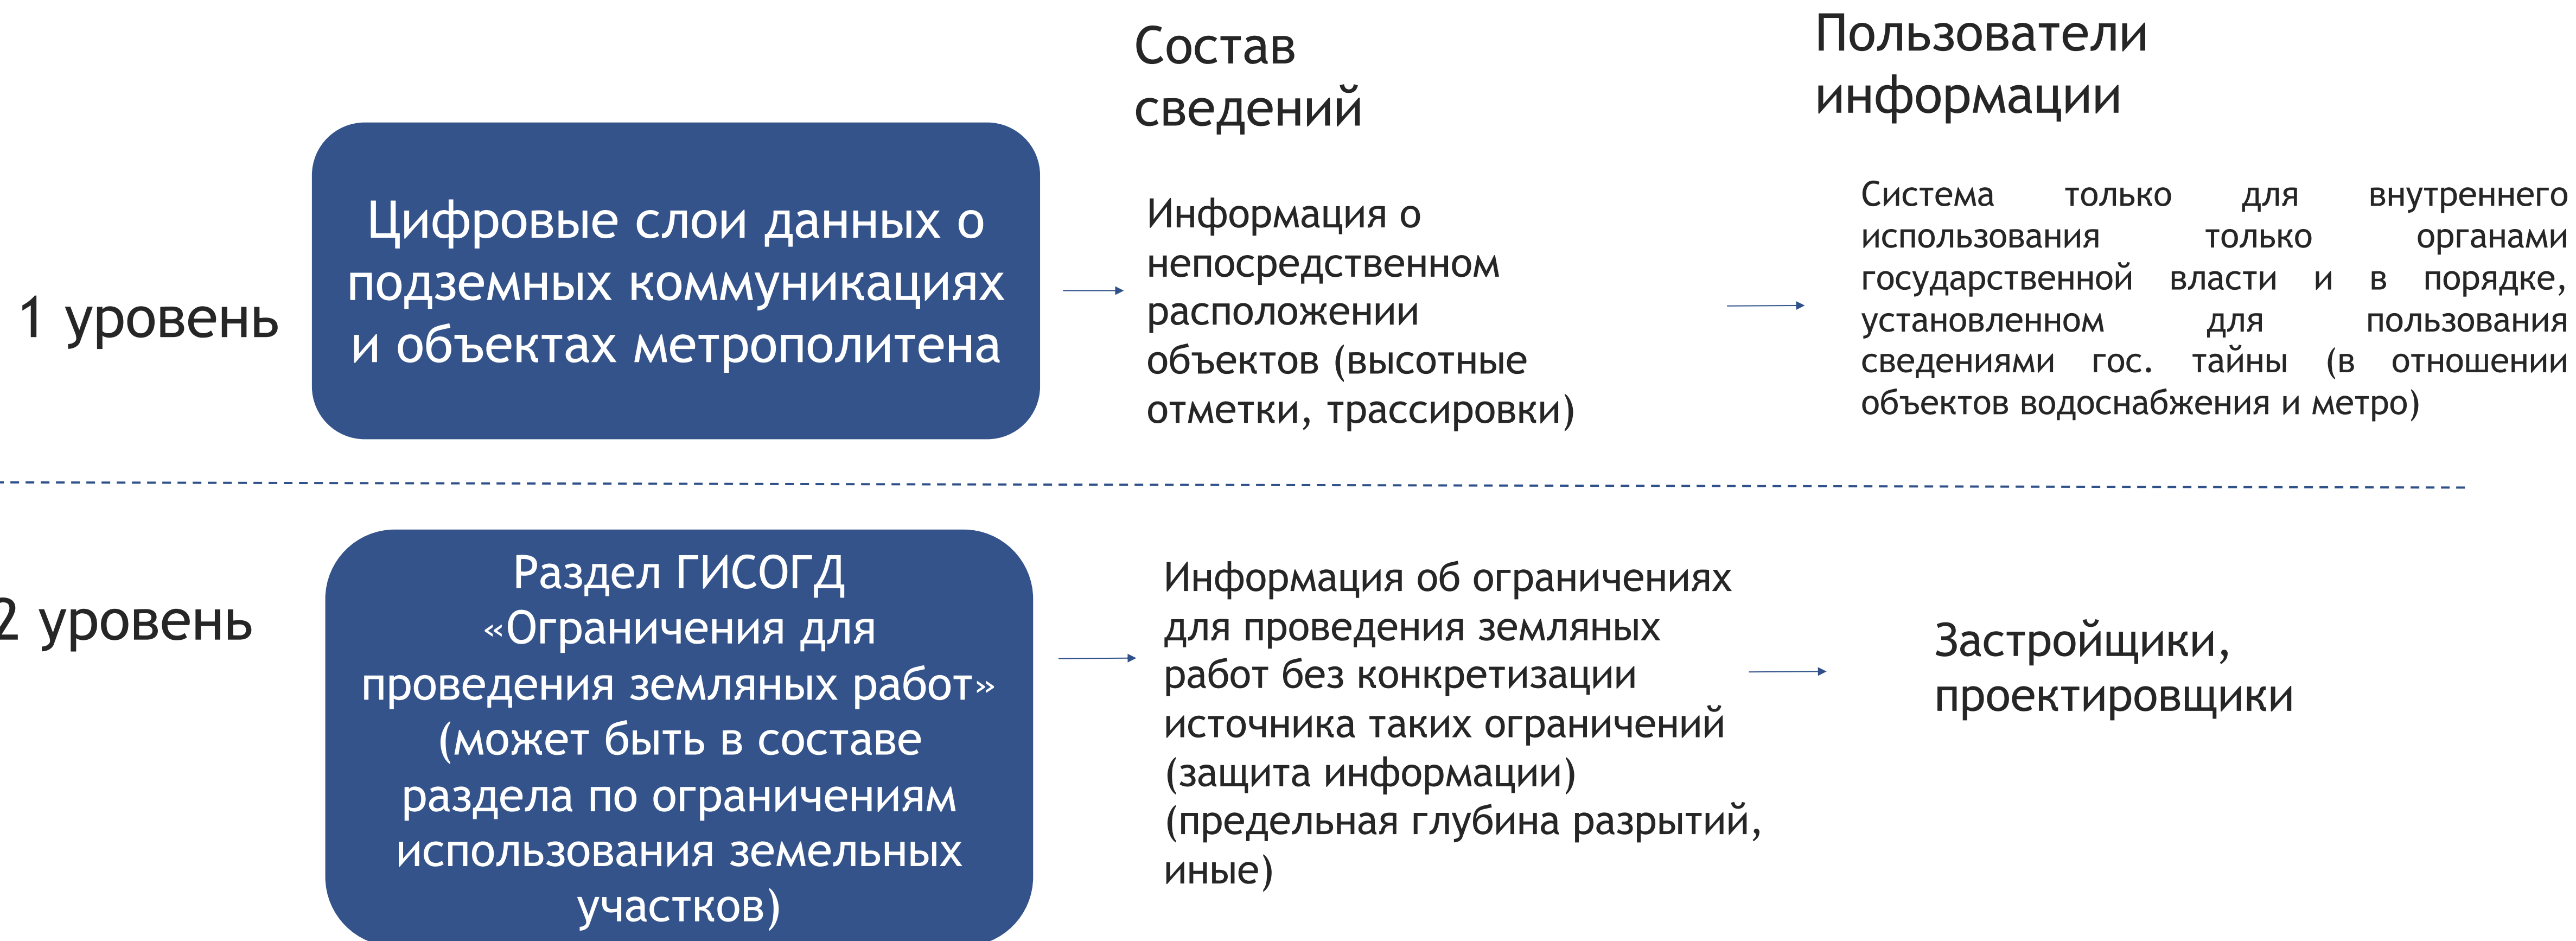 Состав
сведений
Пользователи
информации
1 уровень
Цифровые слои данных о
подземных коммуникациях
и объектах метрополитена
Информация о
непосредственном
расположении
объектов (высотные
отметки, трассировки)
Система только для внутреннего
использования только органами
государственной власти и в порядке,
установленном для пользования
сведениями гос. тайны (в отношении
объектов водоснабжения и метро)
2 уровень
Раздел ГИСОГД
«Ограничения для
проведения земляных работ»
(может быть в составе
раздела по ограничениям
использования земельных
участков)
Информация об ограничениях
для проведения земляных
работ без конкретизации
источника таких ограничений
(защита информации)
(предельная глубина разрытий,
иные)
Застройщики,
проектировщики